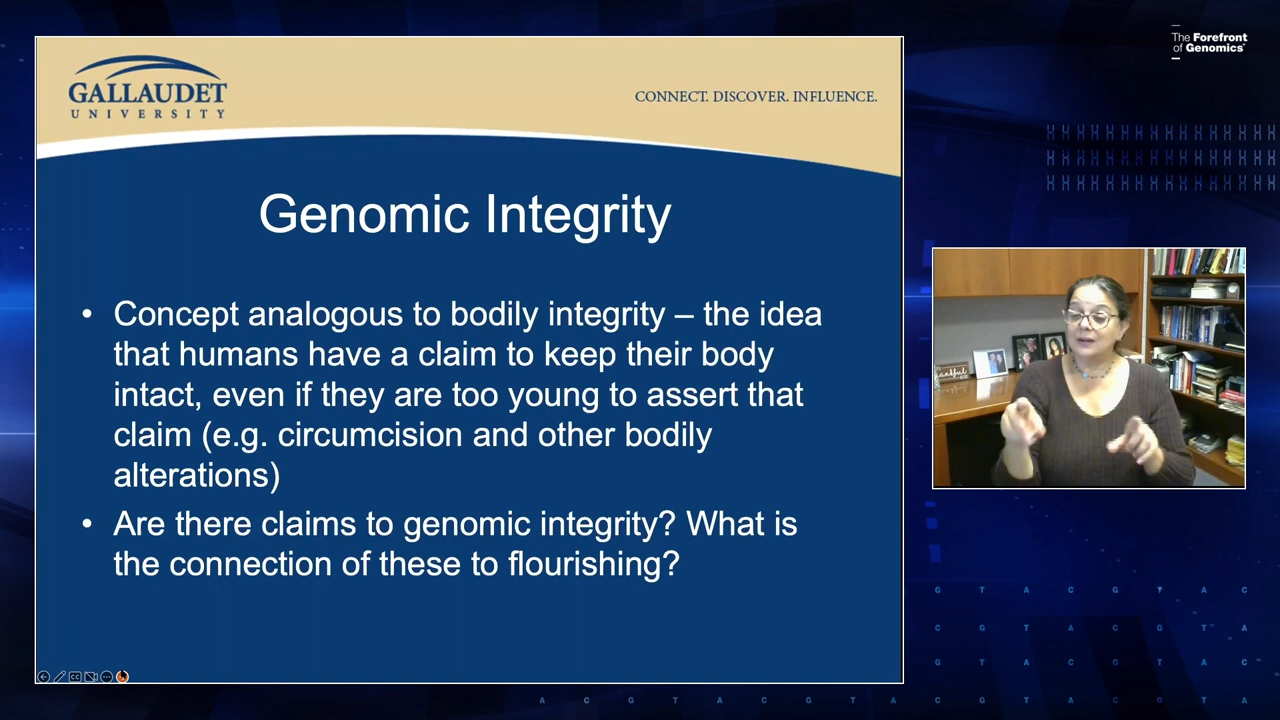 The Forefront
of Genomics®
GALLAUDET
UNIVERSITY
CONNECT. DISCOVER. INFLUENCE.
Genomic Integrity
• Concept analogous to bodily integrity – the idea
that humans have a claim to keep their body
intact, even if they are too young to assert that
claim (e.g. circumcision and other bodily
alterations)
• Are there claims to genomic integrity? What is
the connection of these to flourishing?
G T A C G T A C
C G T A C G T A
G T A C G T A C
A C G T A C G T A C G T A C G T A